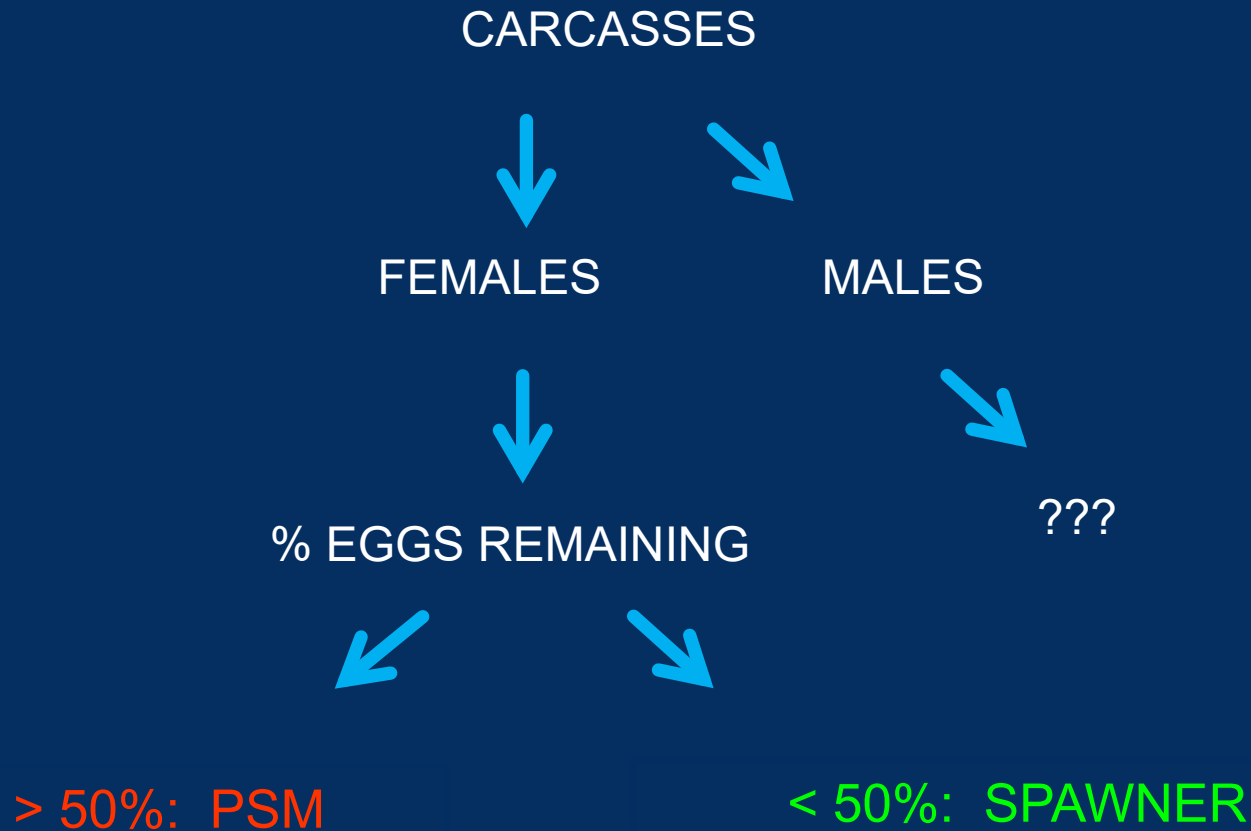 CARCASSES
FEMALES
MALES
% EGGS REMAINING
???
> 50%: PSM
< 50%: SPAWNER